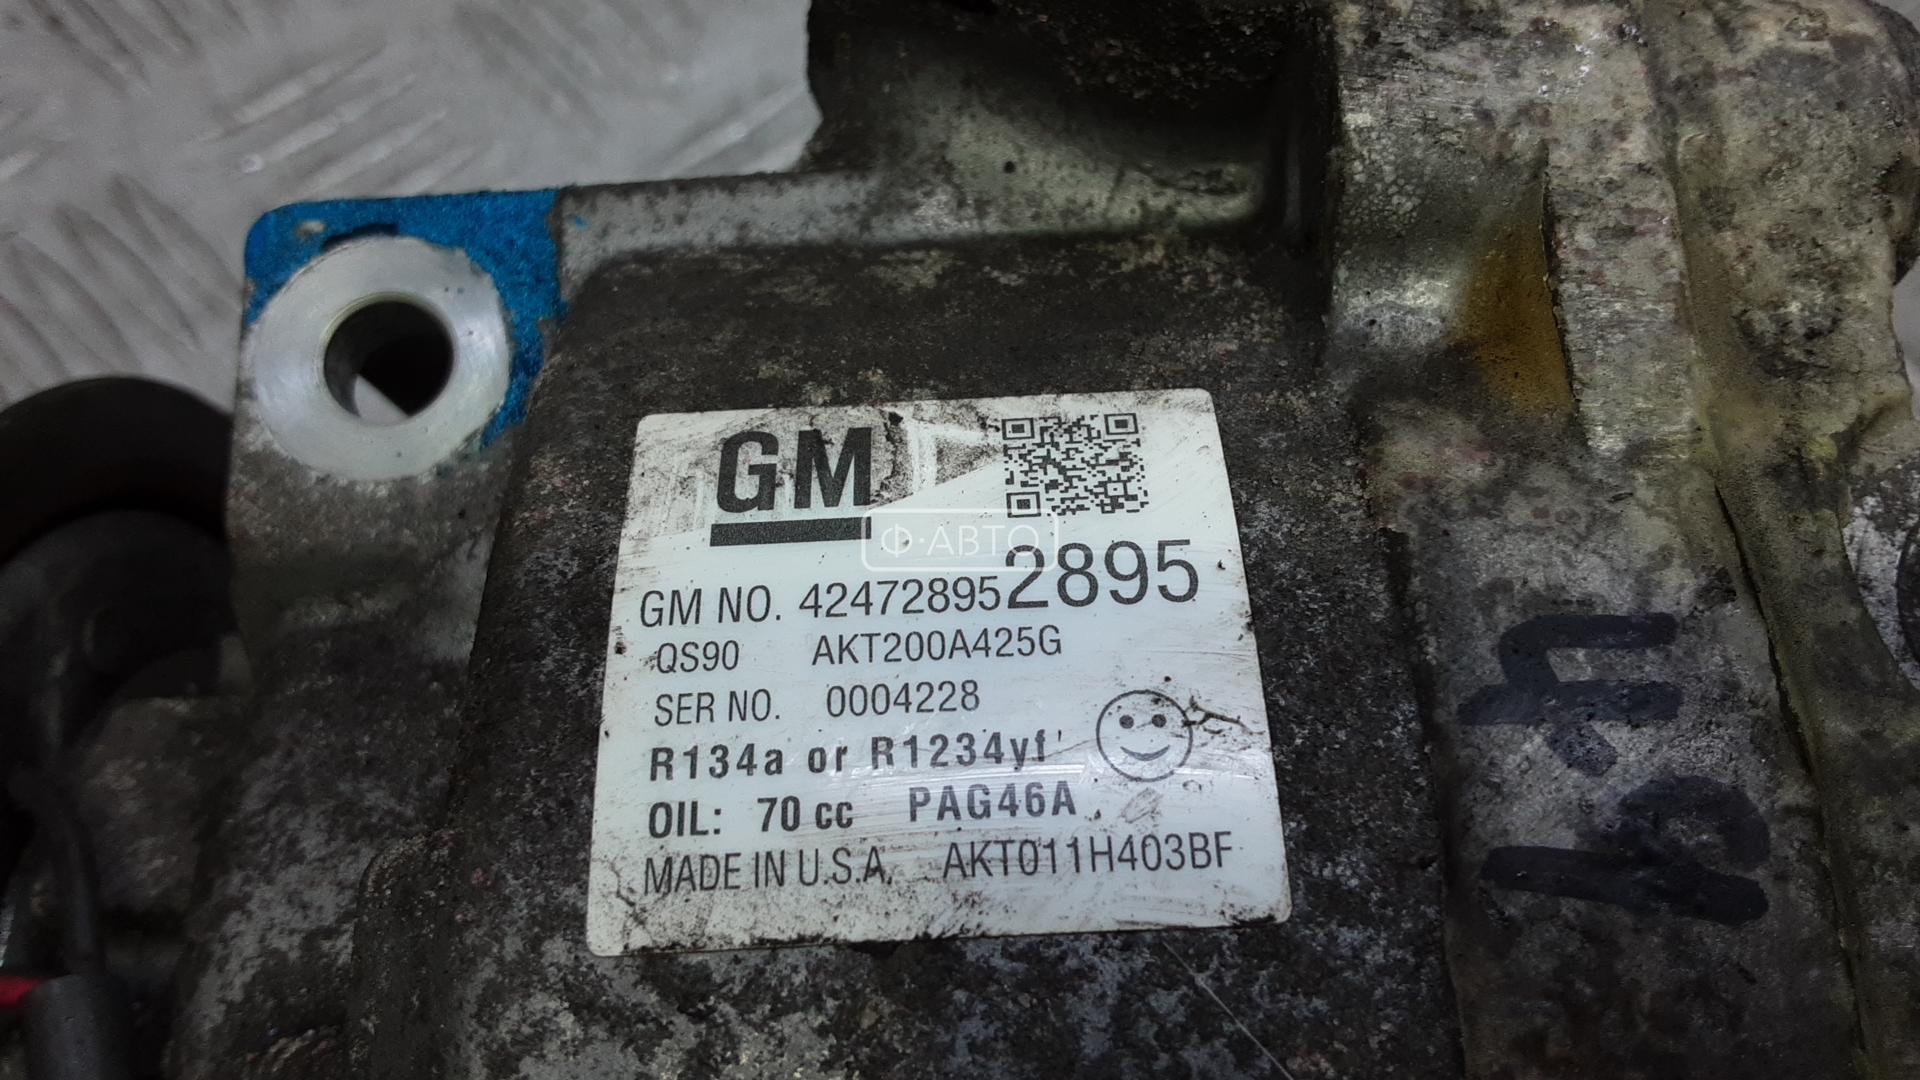 GM
Ф·АВТО
GM NO. 42472895 2895
QS90 AKT200A425G
SER NO. 0004228
R134a or R1234yf
OIL: 70 cc PAG46A
MADE IN U.S.A. AKT011H403BF